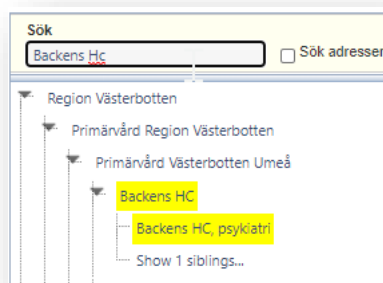 Sök
Backens Hc
Sök adresser
Region Västerbotten
Primärvård Region Västerbotten
Primärvård Västerbotten Umeå
Backens HC
Backens HC, psykiatri
Show 1 siblings...